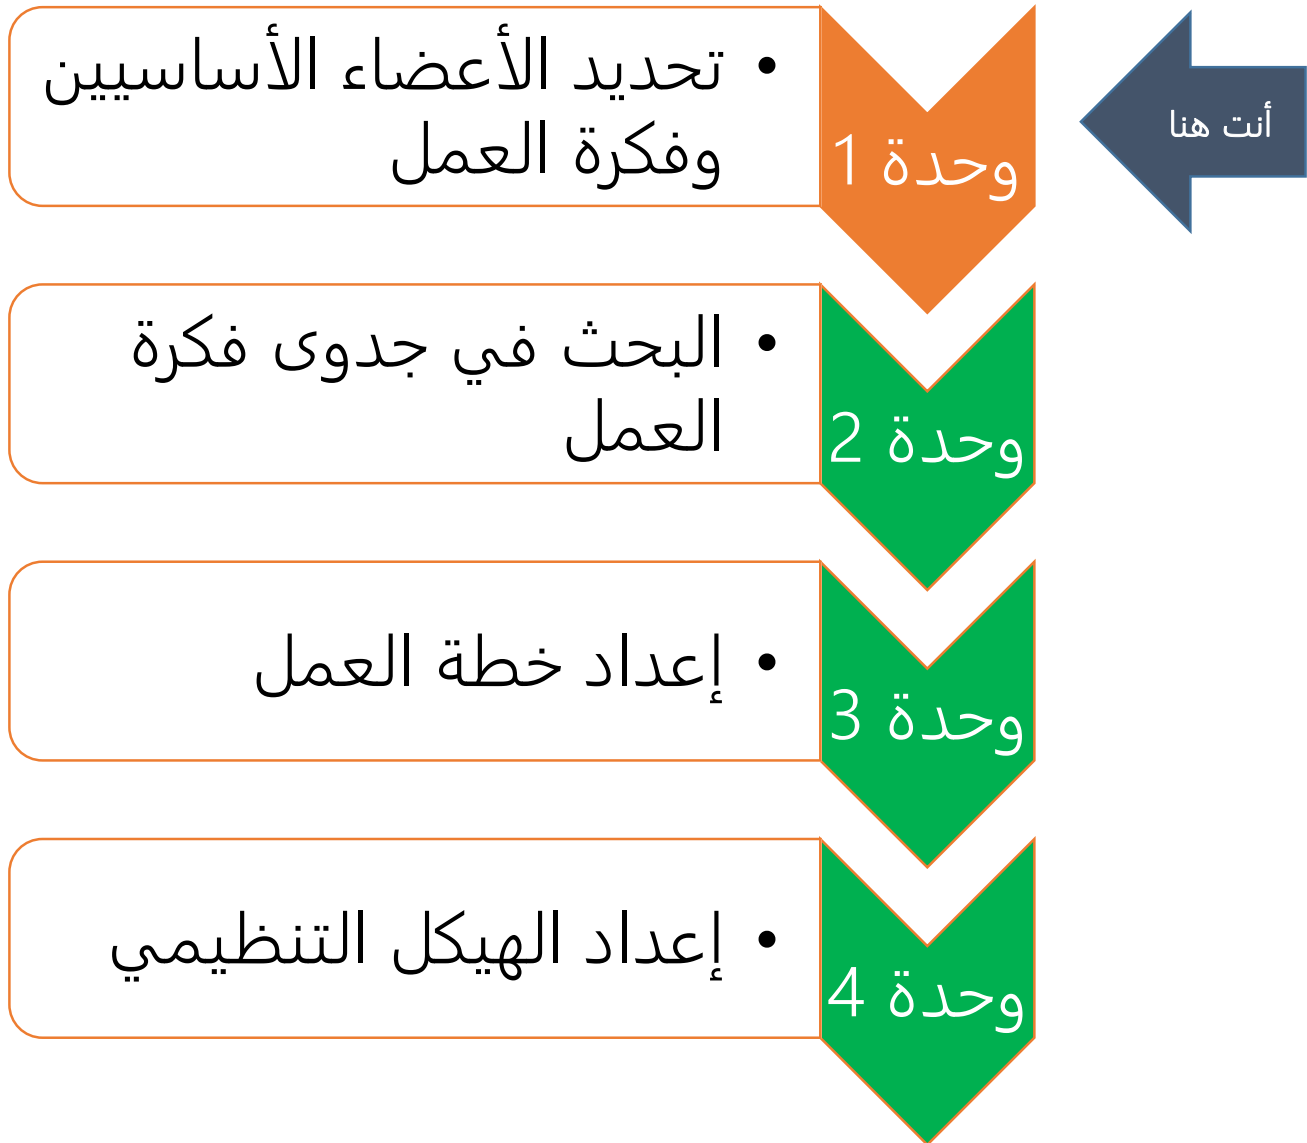 أنت هنا
وحدة 1
• تحديد الأعضاء الأساسيين
وفكرة العمل
وحدة 2
• البحث في جدوى فكرة
العمل
وحدة 3
• إعداد خطة العمل
وحدة 4
• إعداد الهيكل التنظيمي